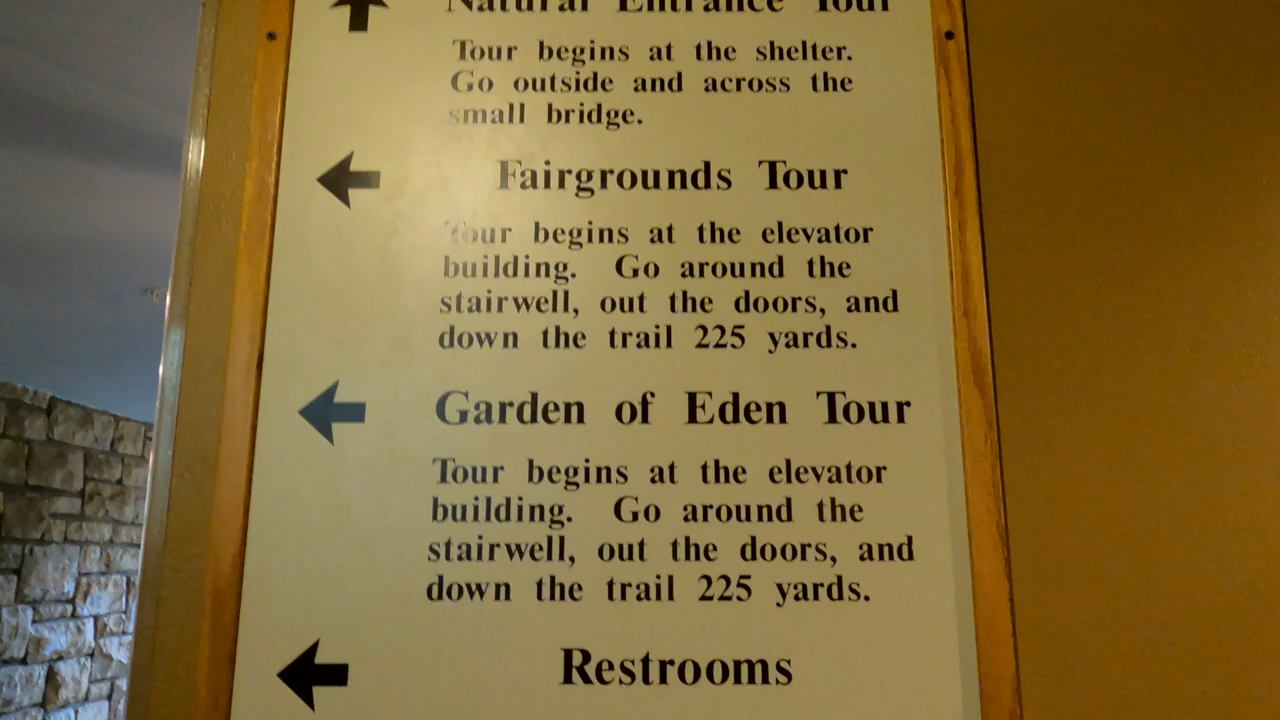 Natural Entrance Tour
Tour begins at the shelter.
Go outside and across the
small bridge.
Fairgrounds Tour
Tour begins at the elevator
building. Go around the
stairwell, out the doors, and
down the trail 225 yards.
Garden of Eden Tour
Tour begins at the elevator
building. Go around the
stairwell, out the doors, and
down the trail 225 yards.
Restrooms